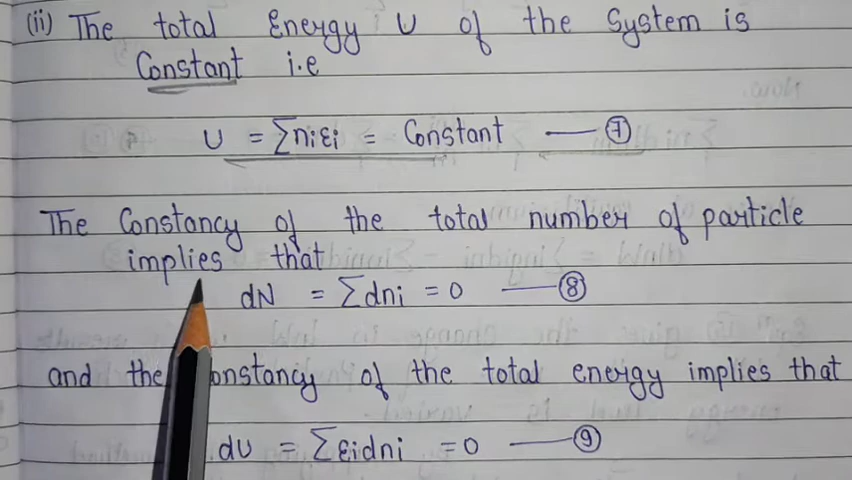 (ii) The total Energy U of the System is
Constant i.e
U = Σniεi = Constant — ⑦
The Constancy of the total number of particle
implies that
dN = Σdni = 0 — ⑧
and the Constancy of the total energy implies that
dU = Σεidni = 0 — ⑨